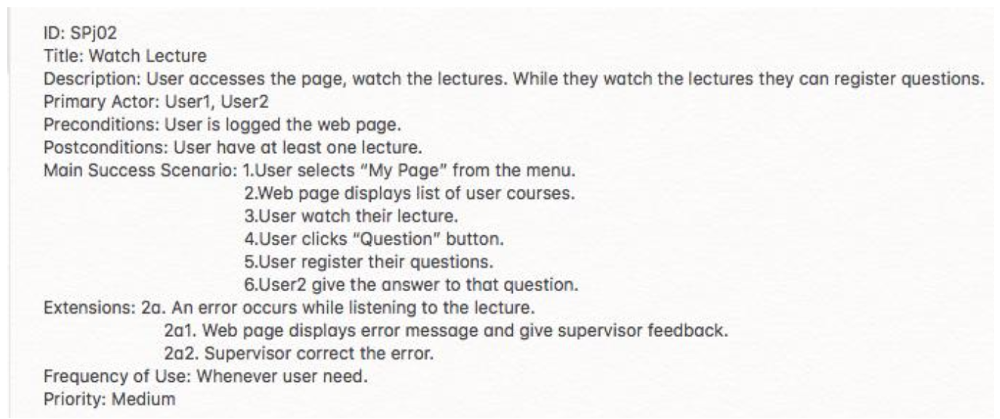 ID: SPj02
Title: Watch Lecture
Description: User accesses the page, watch the lectures. While they watch the lectures they can register questions.
Primary Actor: User1, User2
Preconditions: User is logged the web page.
Postconditions: User have at least one lecture.
Main Success Scenario: 1.User selects “My Page” from the menu.
2.Web page displays list of user courses.
3.User watch their lecture.
4.User clicks “Question” button.
5.User register their questions.
6.User2 give the answer to that question.
Extensions: 2a. An error occurs while listening to the lecture.
2a1. Web page displays error message and give supervisor feedback.
2a2. Supervisor correct the error.
Frequency of Use: Whenever user need.
Priority: Medium